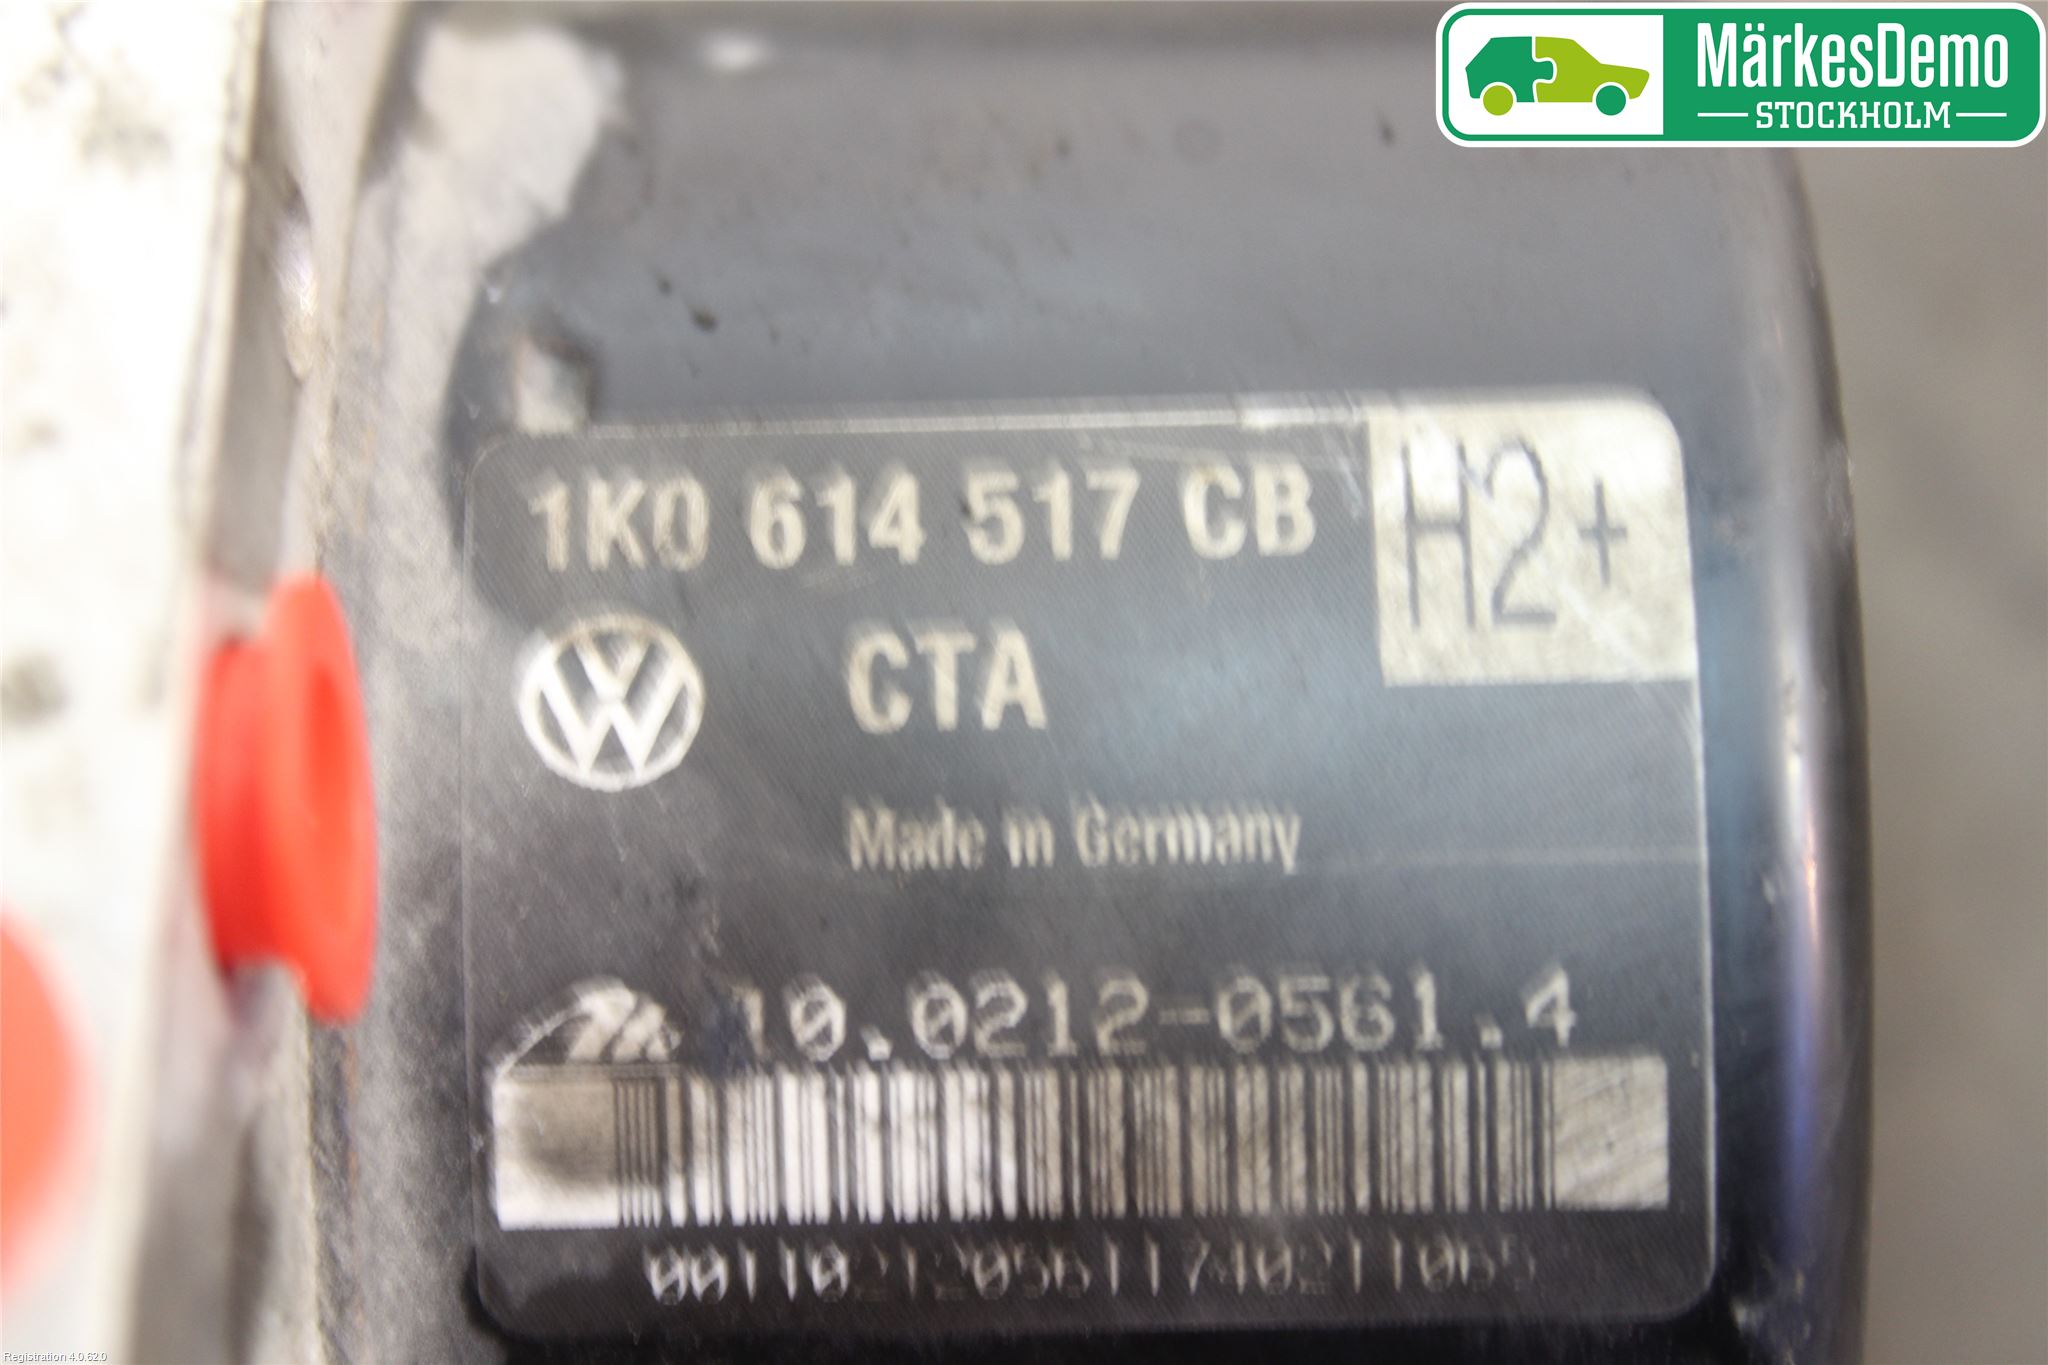 MärkesDemo
STOCKHOLM
1K0 614 517 CB
H2+
CTA
Made in Germany
10.0212-0561.4
Registration 4.0.62.0